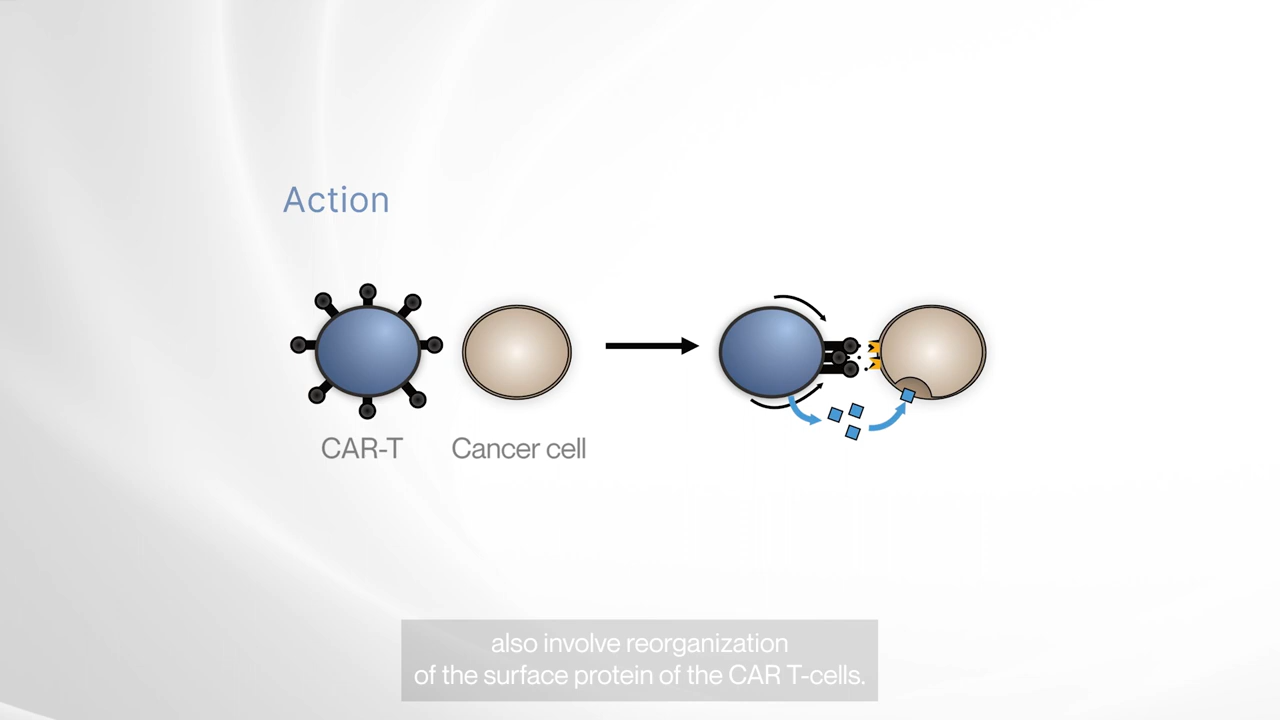 Action
CAR-T
Cancer cell
also involve reorganization
of the surface protein of the CAR T-cells.